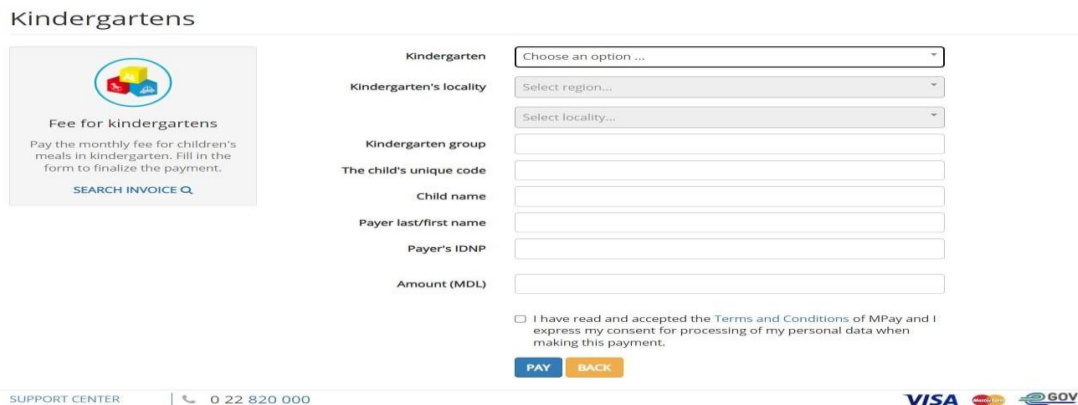 Kindergartens
Fee for kindergartens
Pay the monthly fee for children's
meals in kindergarten. Fill in the
form to finalize the payment.
SEARCH INVOICE
Kindergarten
Choose an option ...
Kindergarten's locality
Select region...
Select locality...
Kindergarten group
The child's unique code
Child name
Payer last/first name
Payer's IDNP
Amount (MDL)
I have read and accepted the Terms and Conditions of MPay and I
express my consent for processing of my personal data when
making this payment.
PAY BACK
SUPPORT CENTER 0 22 820 000 VISA GOV